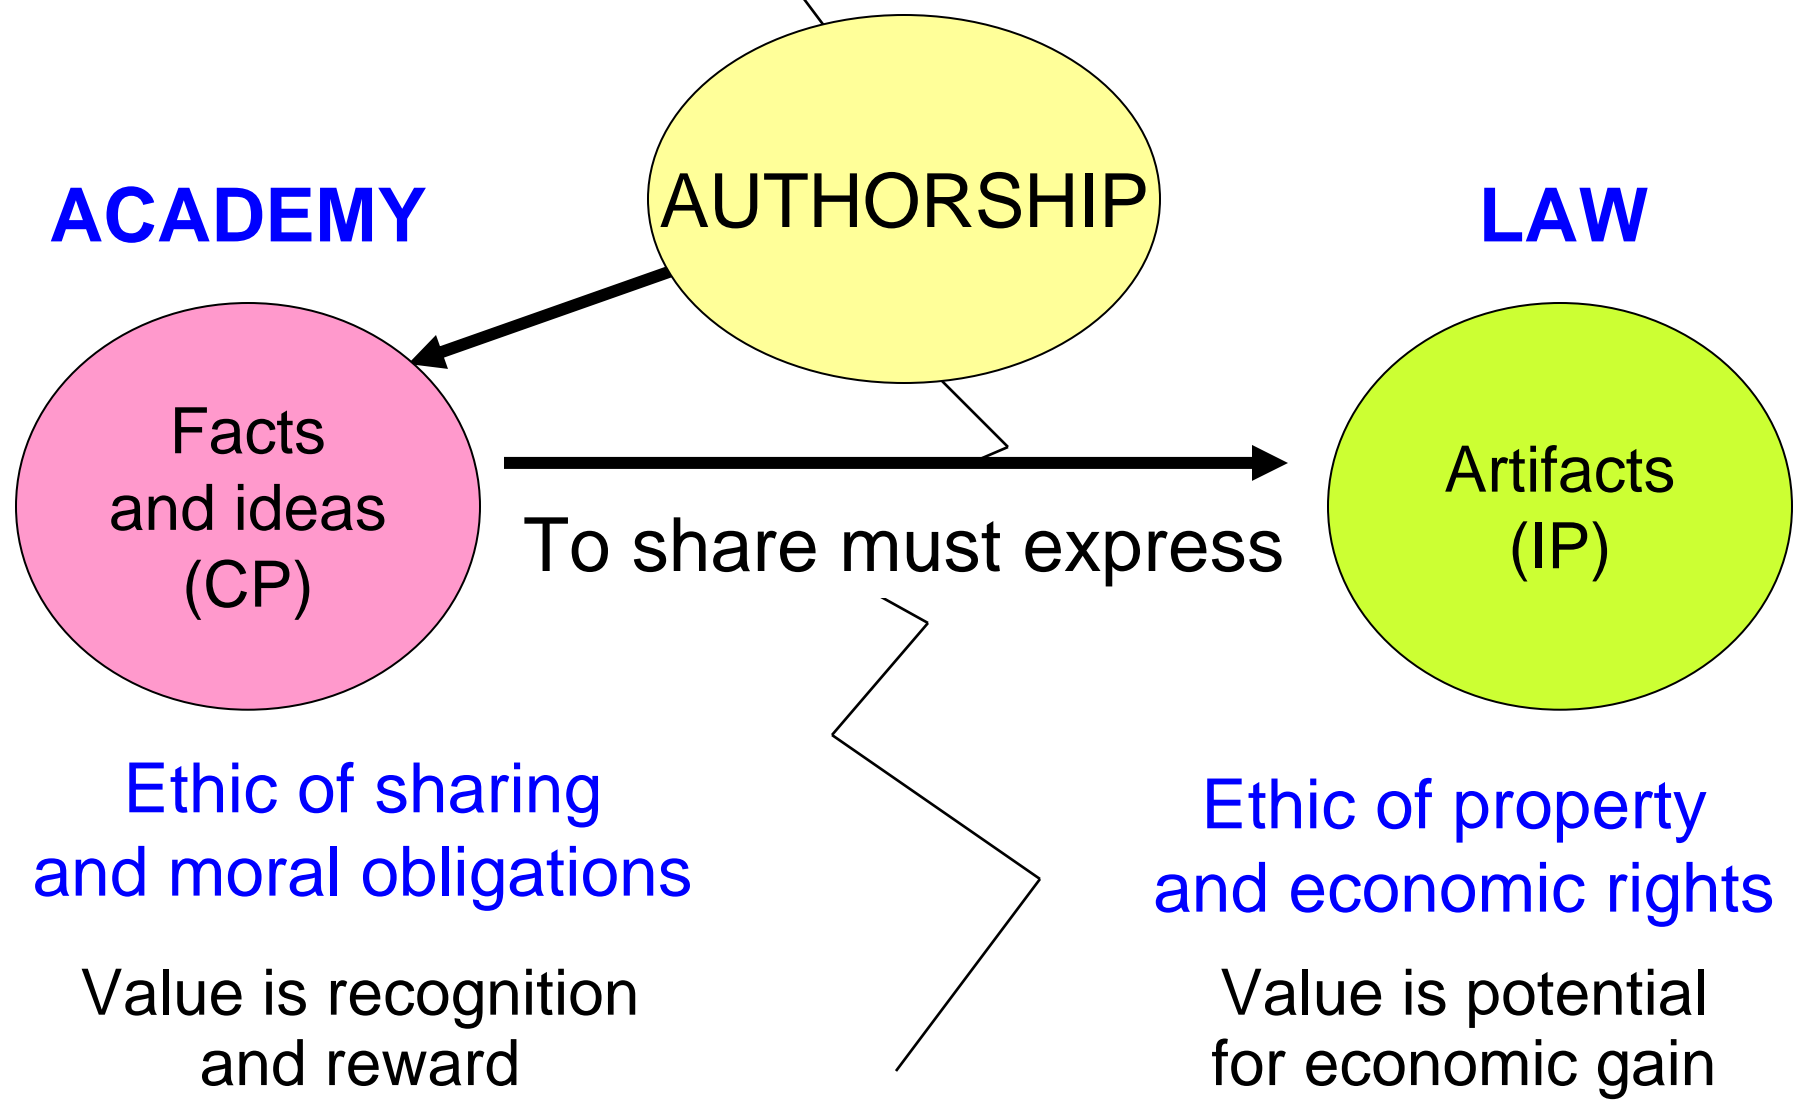 AUTHORSHIP
ACADEMY
LAW
Facts
and ideas
(CP)
To share must express
Artifacts
(IP)
Ethic of sharing
and moral obligations
Ethic of property
and economic rights
Value is recognition
and reward
Value is potential
for economic gain